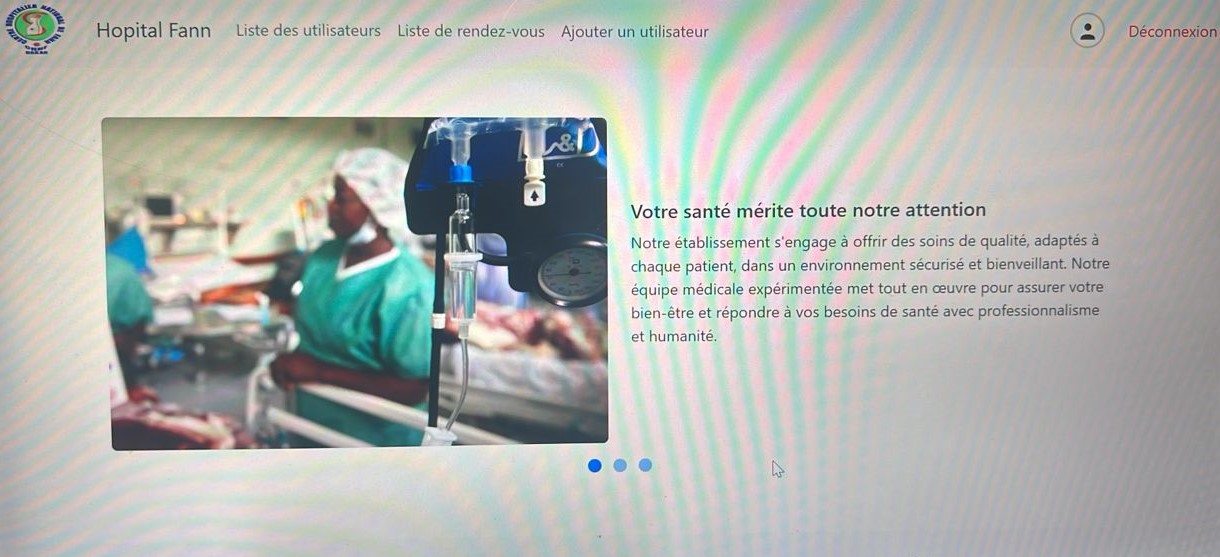 Hopital Fann
Liste des utilisateurs
Liste de rendez-vous
Ajouter un utilisateur
Déconnexion
Votre santé mérite toute notre attention
Notre établissement s'engage à offrir des soins de qualité, adaptés à
chaque patient, dans un environnement sécurisé et bienveillant. Notre
équipe médicale expérimentée met tout en œuvre pour assurer votre
bien-être et répondre à vos besoins de santé avec professionnalisme
et humanité.